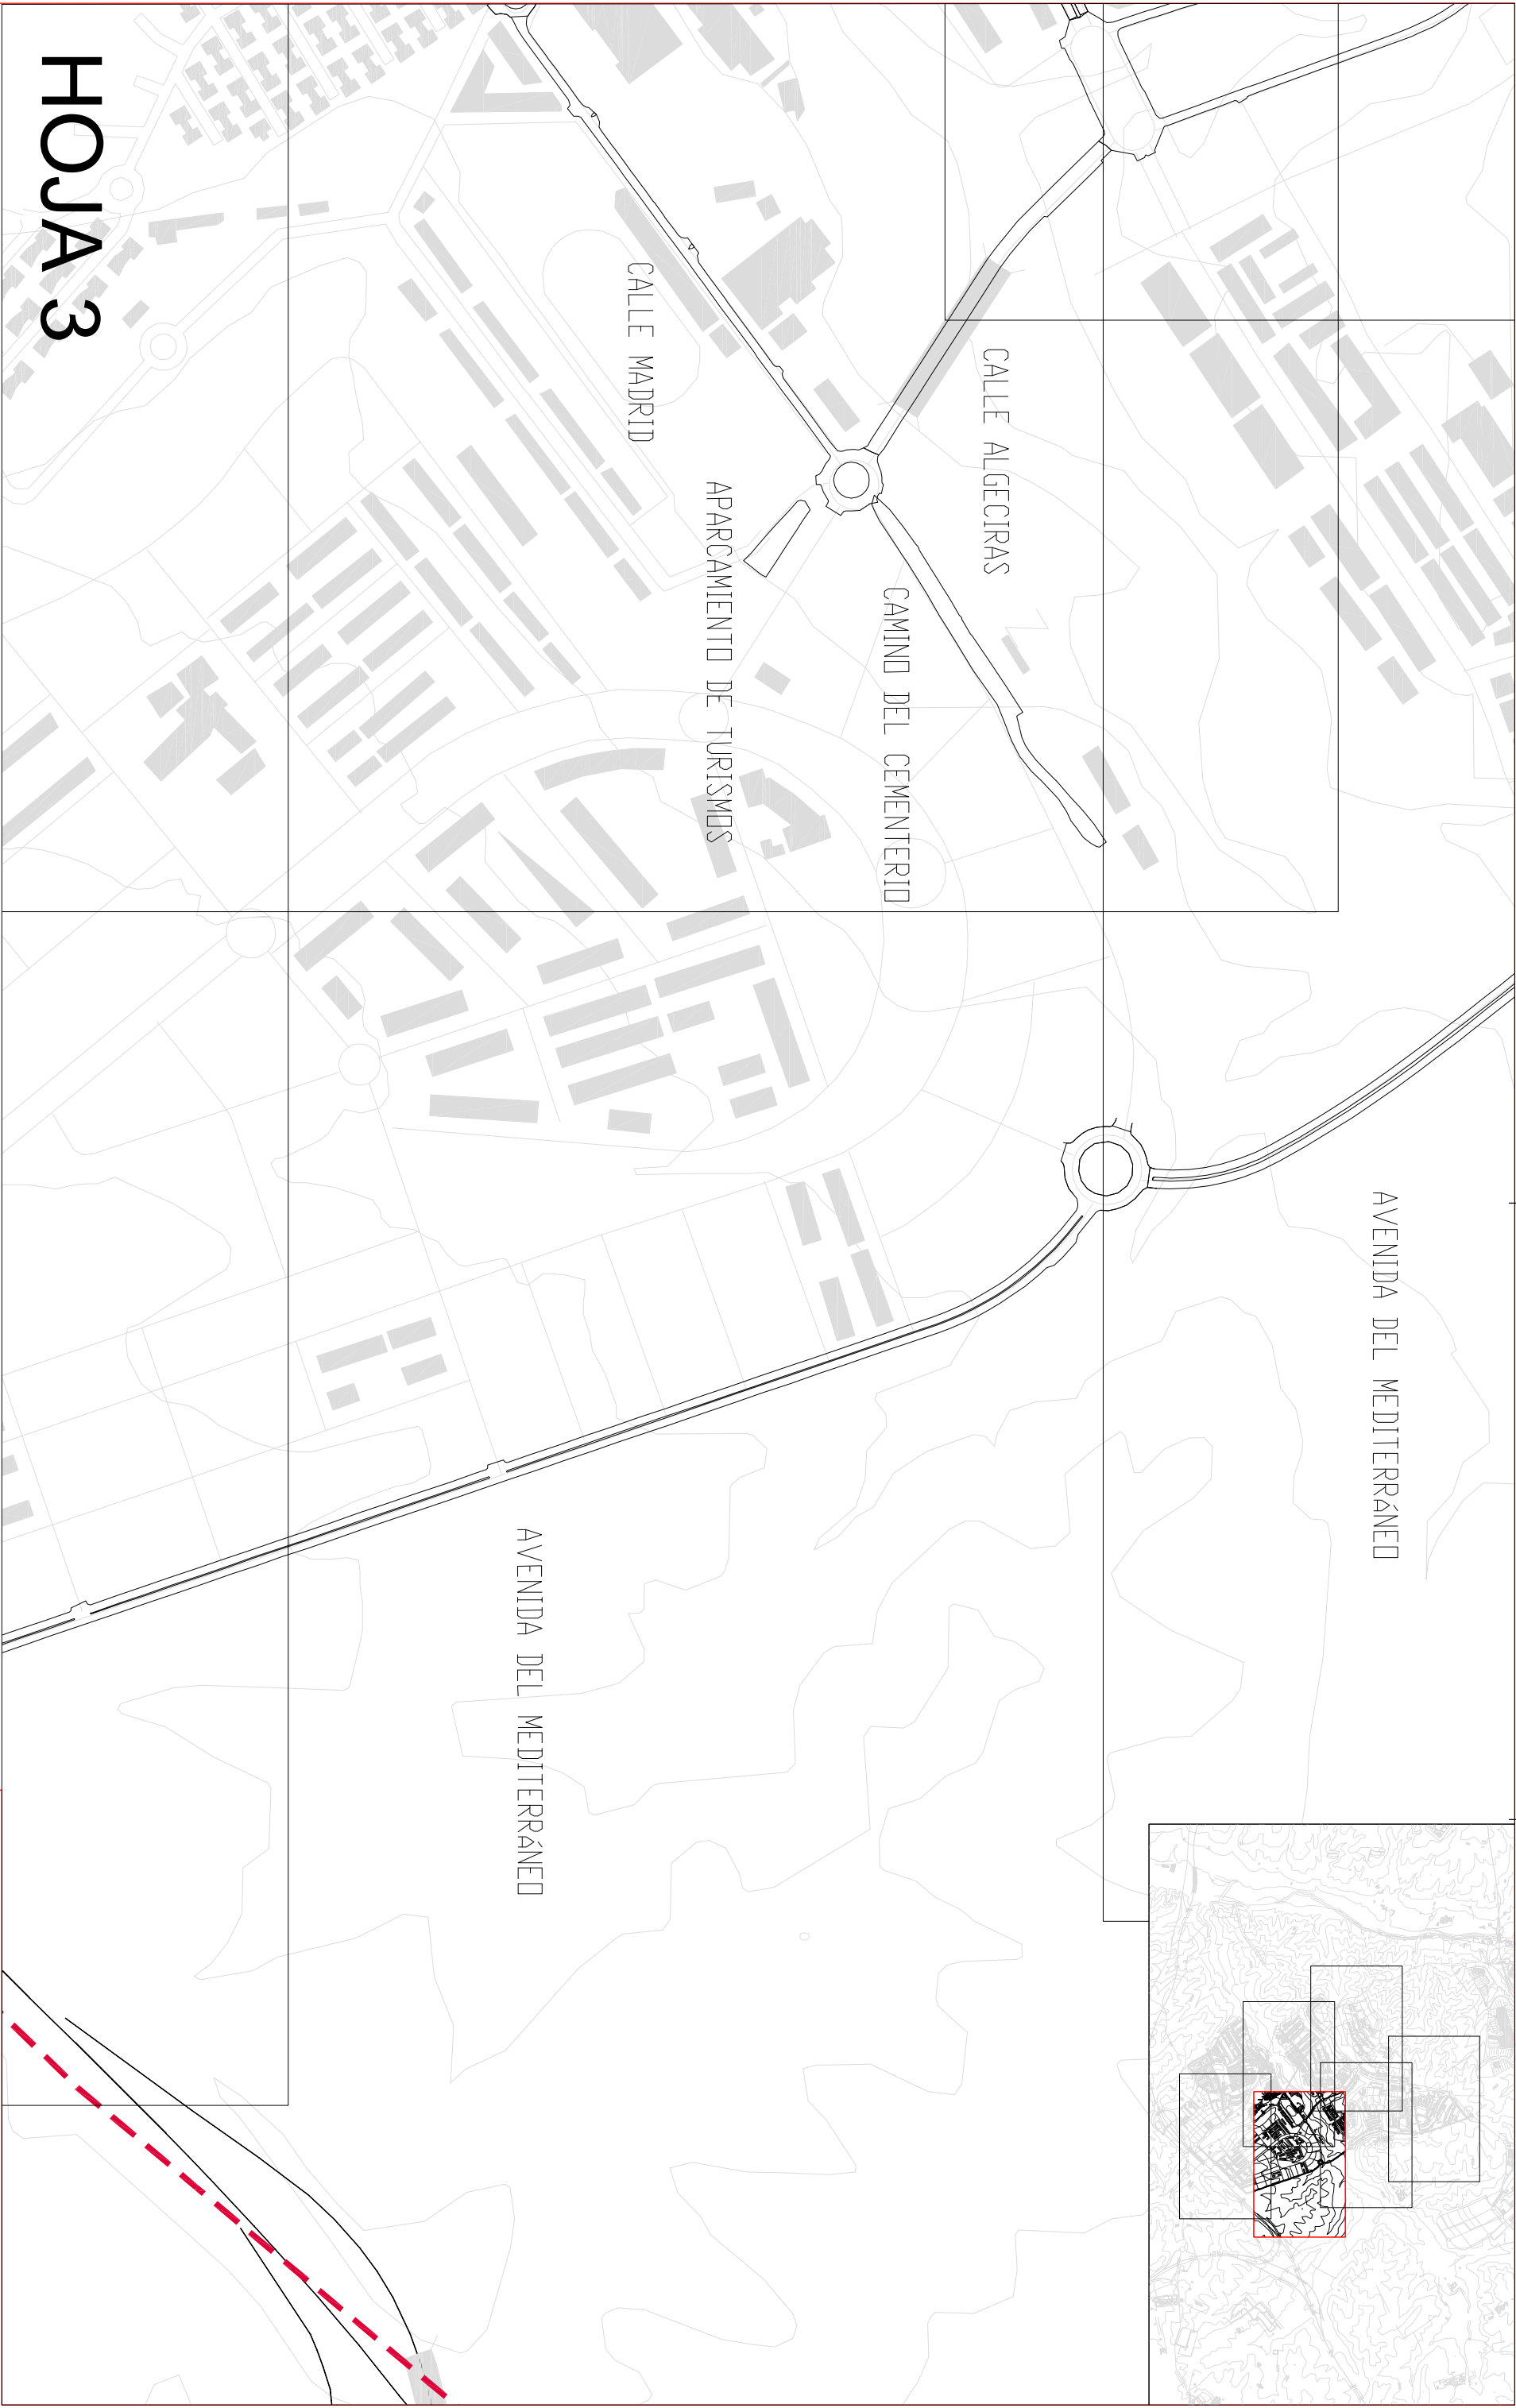 AVENIDA DEL MEDITERRÁNEO
CALLE ALGECIRAS
CAMINO DEL CEMENTERIO
APARCAMIENTO DE TURISMOS
CALLE MADRID
AVENIDA DEL MEDITERRÁNEO
HOJA 3